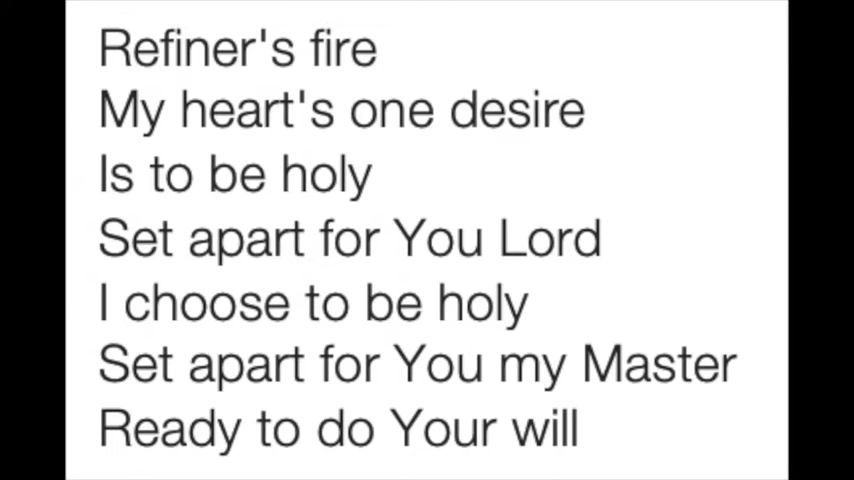 Refiner's fire
My heart's one desire
Is to be holy
Set apart for You Lord
I choose to be holy
Set apart for You my Master
Ready to do Your will